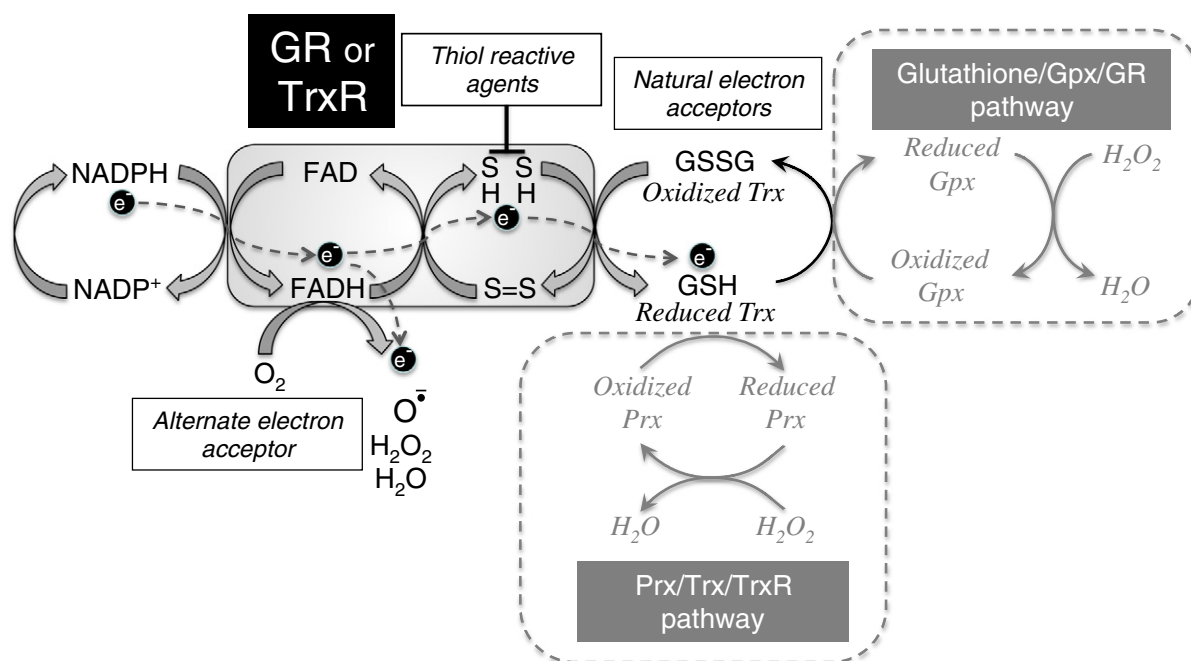 GR or
TrxR
Thiol reactive
agents
Natural electron
acceptors
Glutathione/Gpx/GR
pathway
NADPH
e-
NADP+
FAD
e-
FADH
S S
H H
e-
S=S
GSSG
Oxidized Trx
e-
GSH
Reduced Trx
Reduced
Gpx
H2O2
Oxidized
Gpx
H2O
O2
e-
Alternate electron
acceptor
O•̄
H2O2
H2O
Oxidized
Prx
Reduced
Prx
H2O
H2O2
Prx/Trx/TrxR
pathway